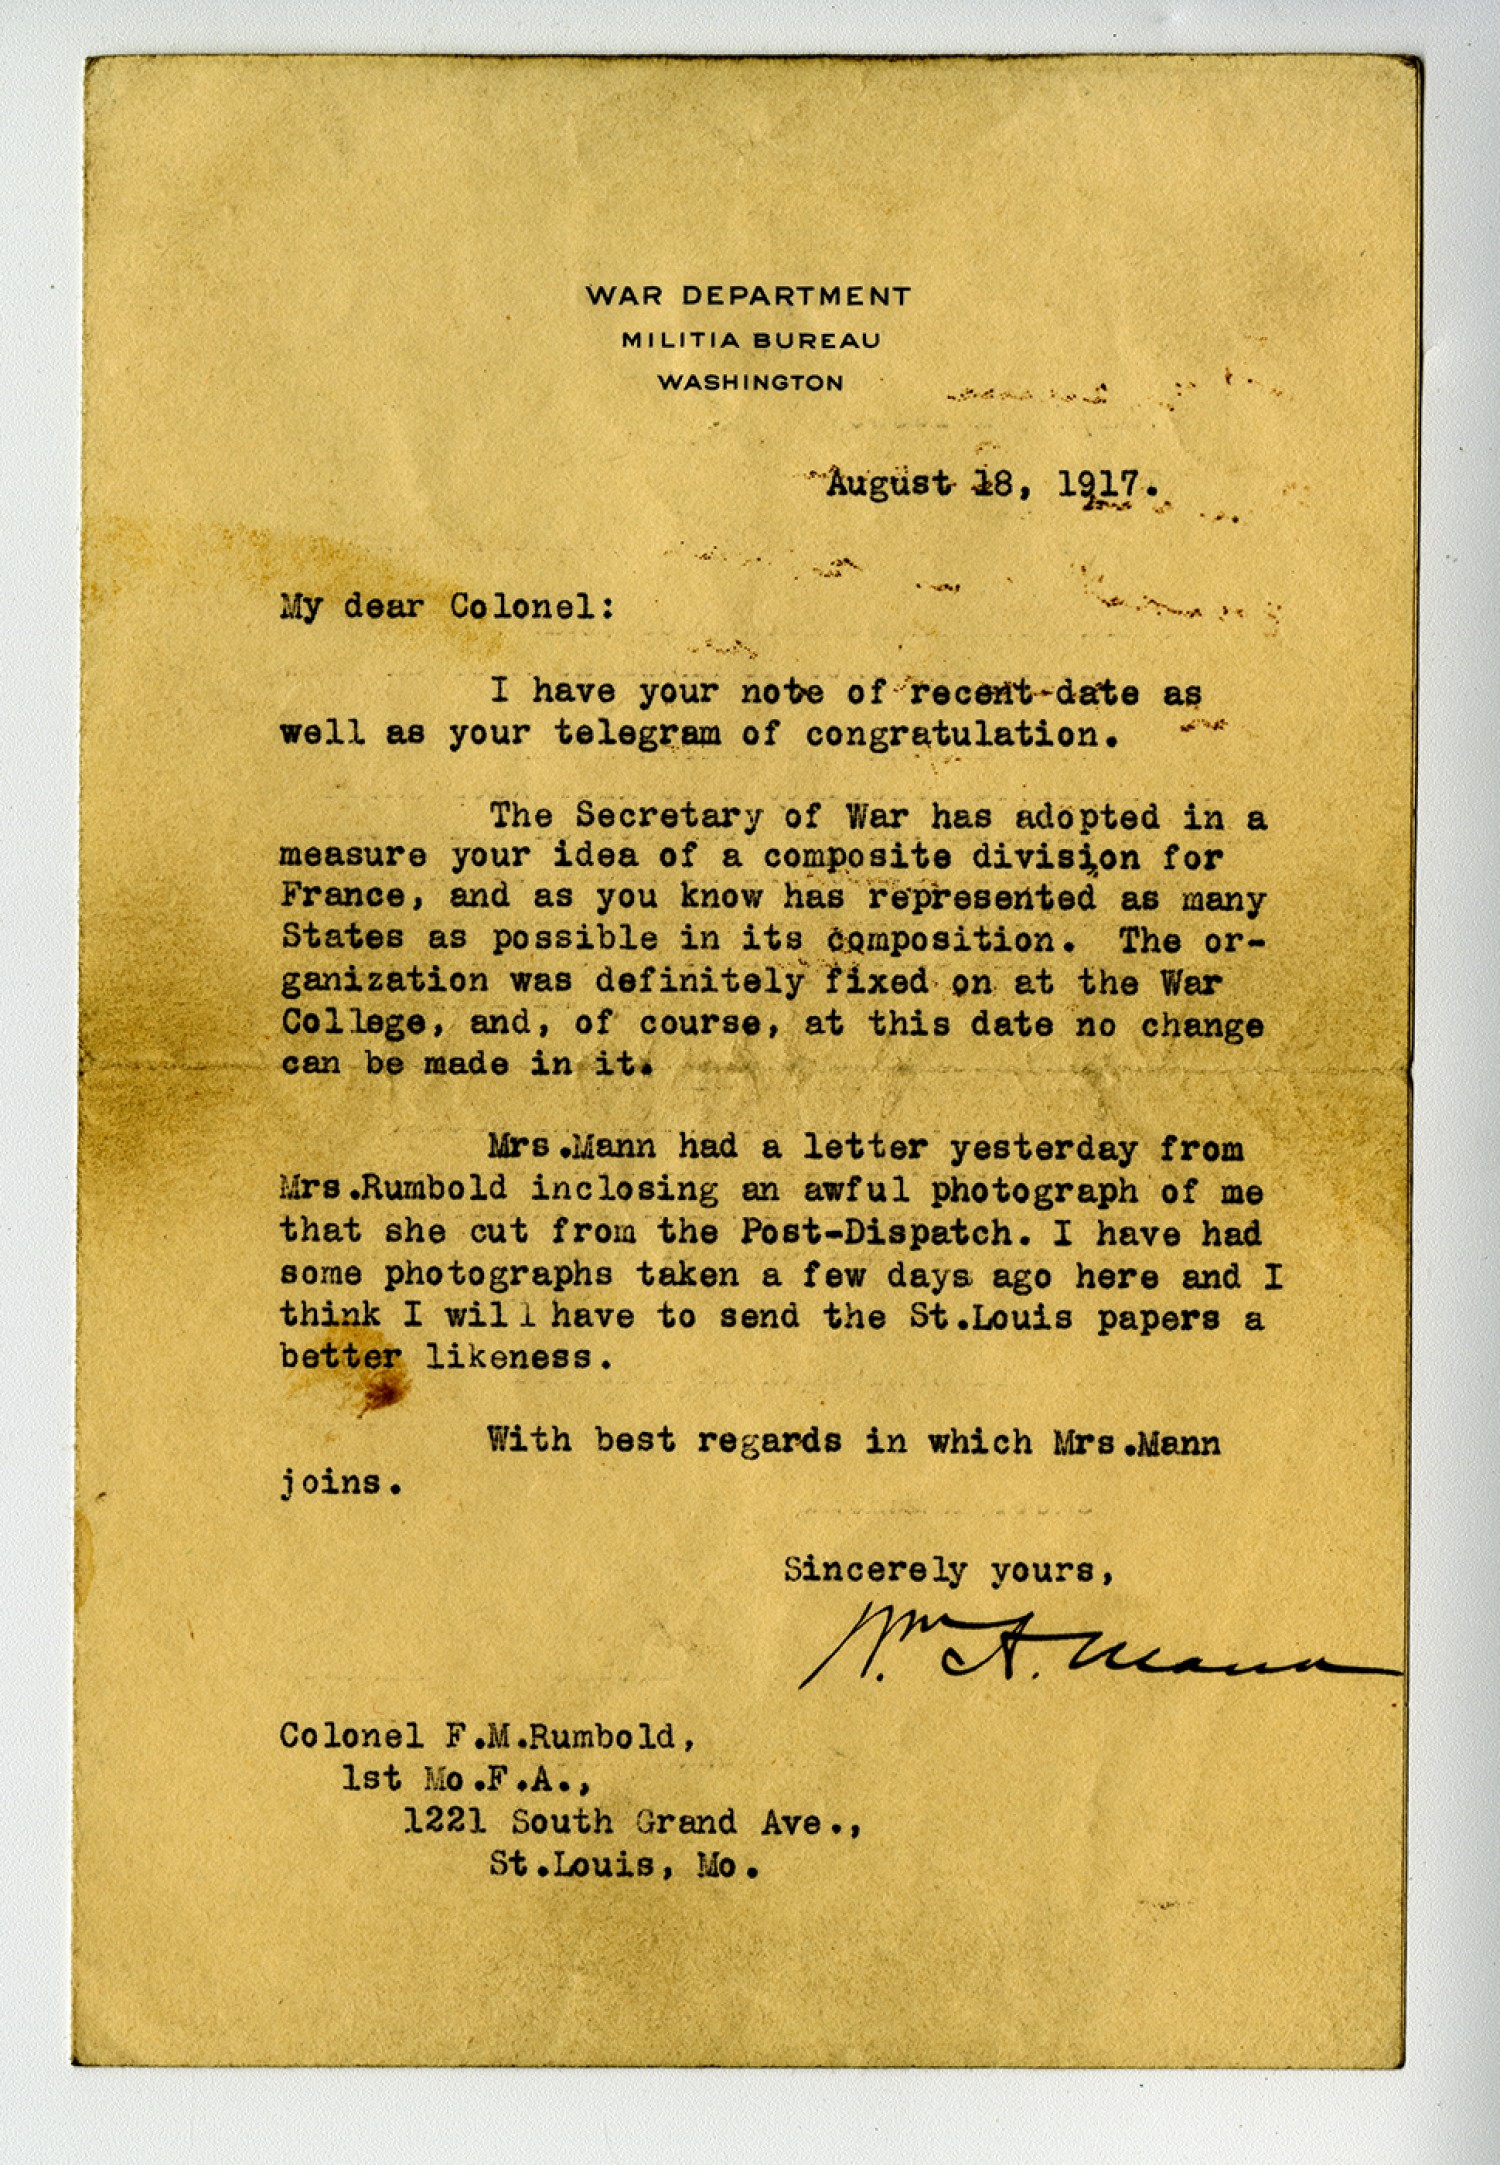 WAR DEPARTMENT
MILITIA BUREAU
WASHINGTON
August 18, 1917.
My dear Colonel:
I have your note of recent date as
well as your telegram of congratulation.
The Secretary of War has adopted in a
measure your idea of a composite division for
France, and as you know has represented as many
States as possible in its composition. The or-
ganization was definitely fixed on at the War
College, and, of course, at this date no change
can be made in it.
Mrs.Mann had a letter yesterday from
Mrs.Rumbold inclosing an awful photograph of me
that she cut from the Post-Dispatch. I have had
some photographs taken a few days ago here and I
think I will have to send the St.Louis papers a
better likeness.
With best regards in which Mrs.Mann
joins.
Sincerely yours,
Wm. A. Mann
Colonel F.M.Rumbold,
1st Mo.F.A.,
1221 South Grand Ave.,
St.Louis, Mo.